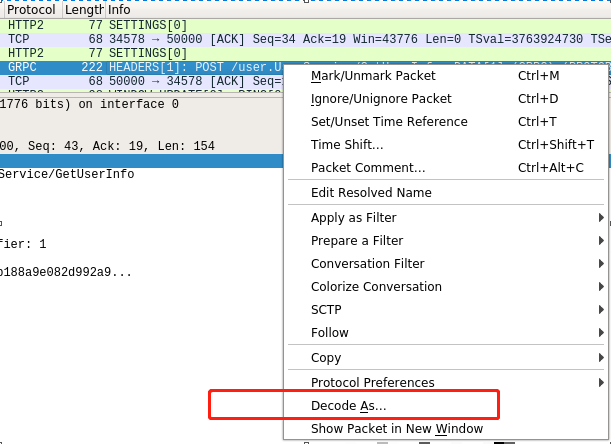 Protocol Length Info
HTTP2 77 SETTINGS[0]
TCP 68 34578 → 50000 [ACK] Seq=34 Ack=19 Win=43776 Len=0 TSval=3763924730 TSe
HTTP2 77 SETTINGS[0]
GRPC 222 HEADERS[1]: POST /user.U
TCP 68 50000 → 34578 [ACK] Seq=
1776 bits) on interface 0
00, Seq: 43, Ack: 19, Len: 154
Service/GetUserInfo
fier: 1
b188a9e082d992a9...
Mark/Unmark Packet Ctrl+M
Ignore/Unignore Packet Ctrl+D
Set/Unset Time Reference Ctrl+T
Time Shift... Ctrl+Shift+T
Packet Comment... Ctrl+Alt+C
Edit Resolved Name
Apply as Filter
Prepare a Filter
Conversation Filter
Colorize Conversation
SCTP
Follow
Copy
Protocol Preferences
Decode As...
Show Packet in New Window